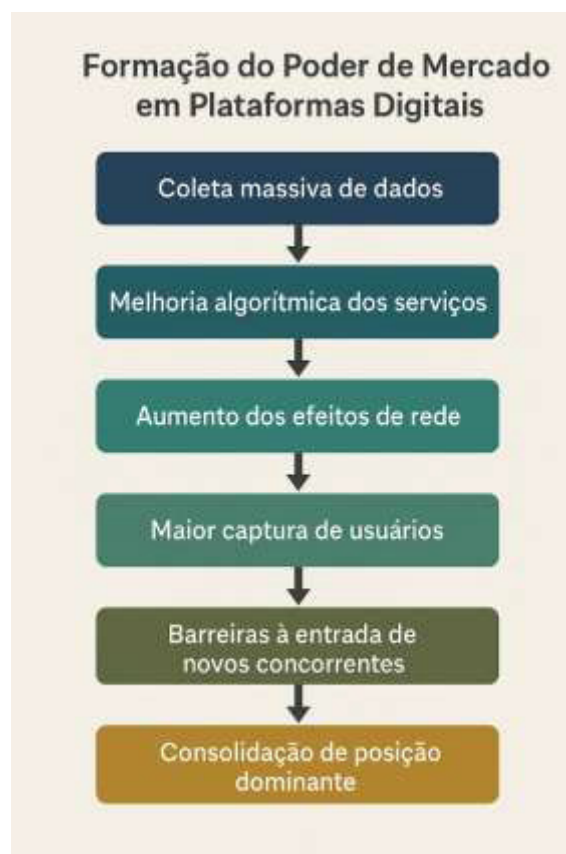 Formação do Poder de Mercado
em Plataformas Digitais
Coleta massiva de dados
Melhoria algorítmica dos serviços
Aumento dos efeitos de rede
Maior captura de usuários
Barreiras à entrada de
novos concorrentes
Consolidação de posição
dominante